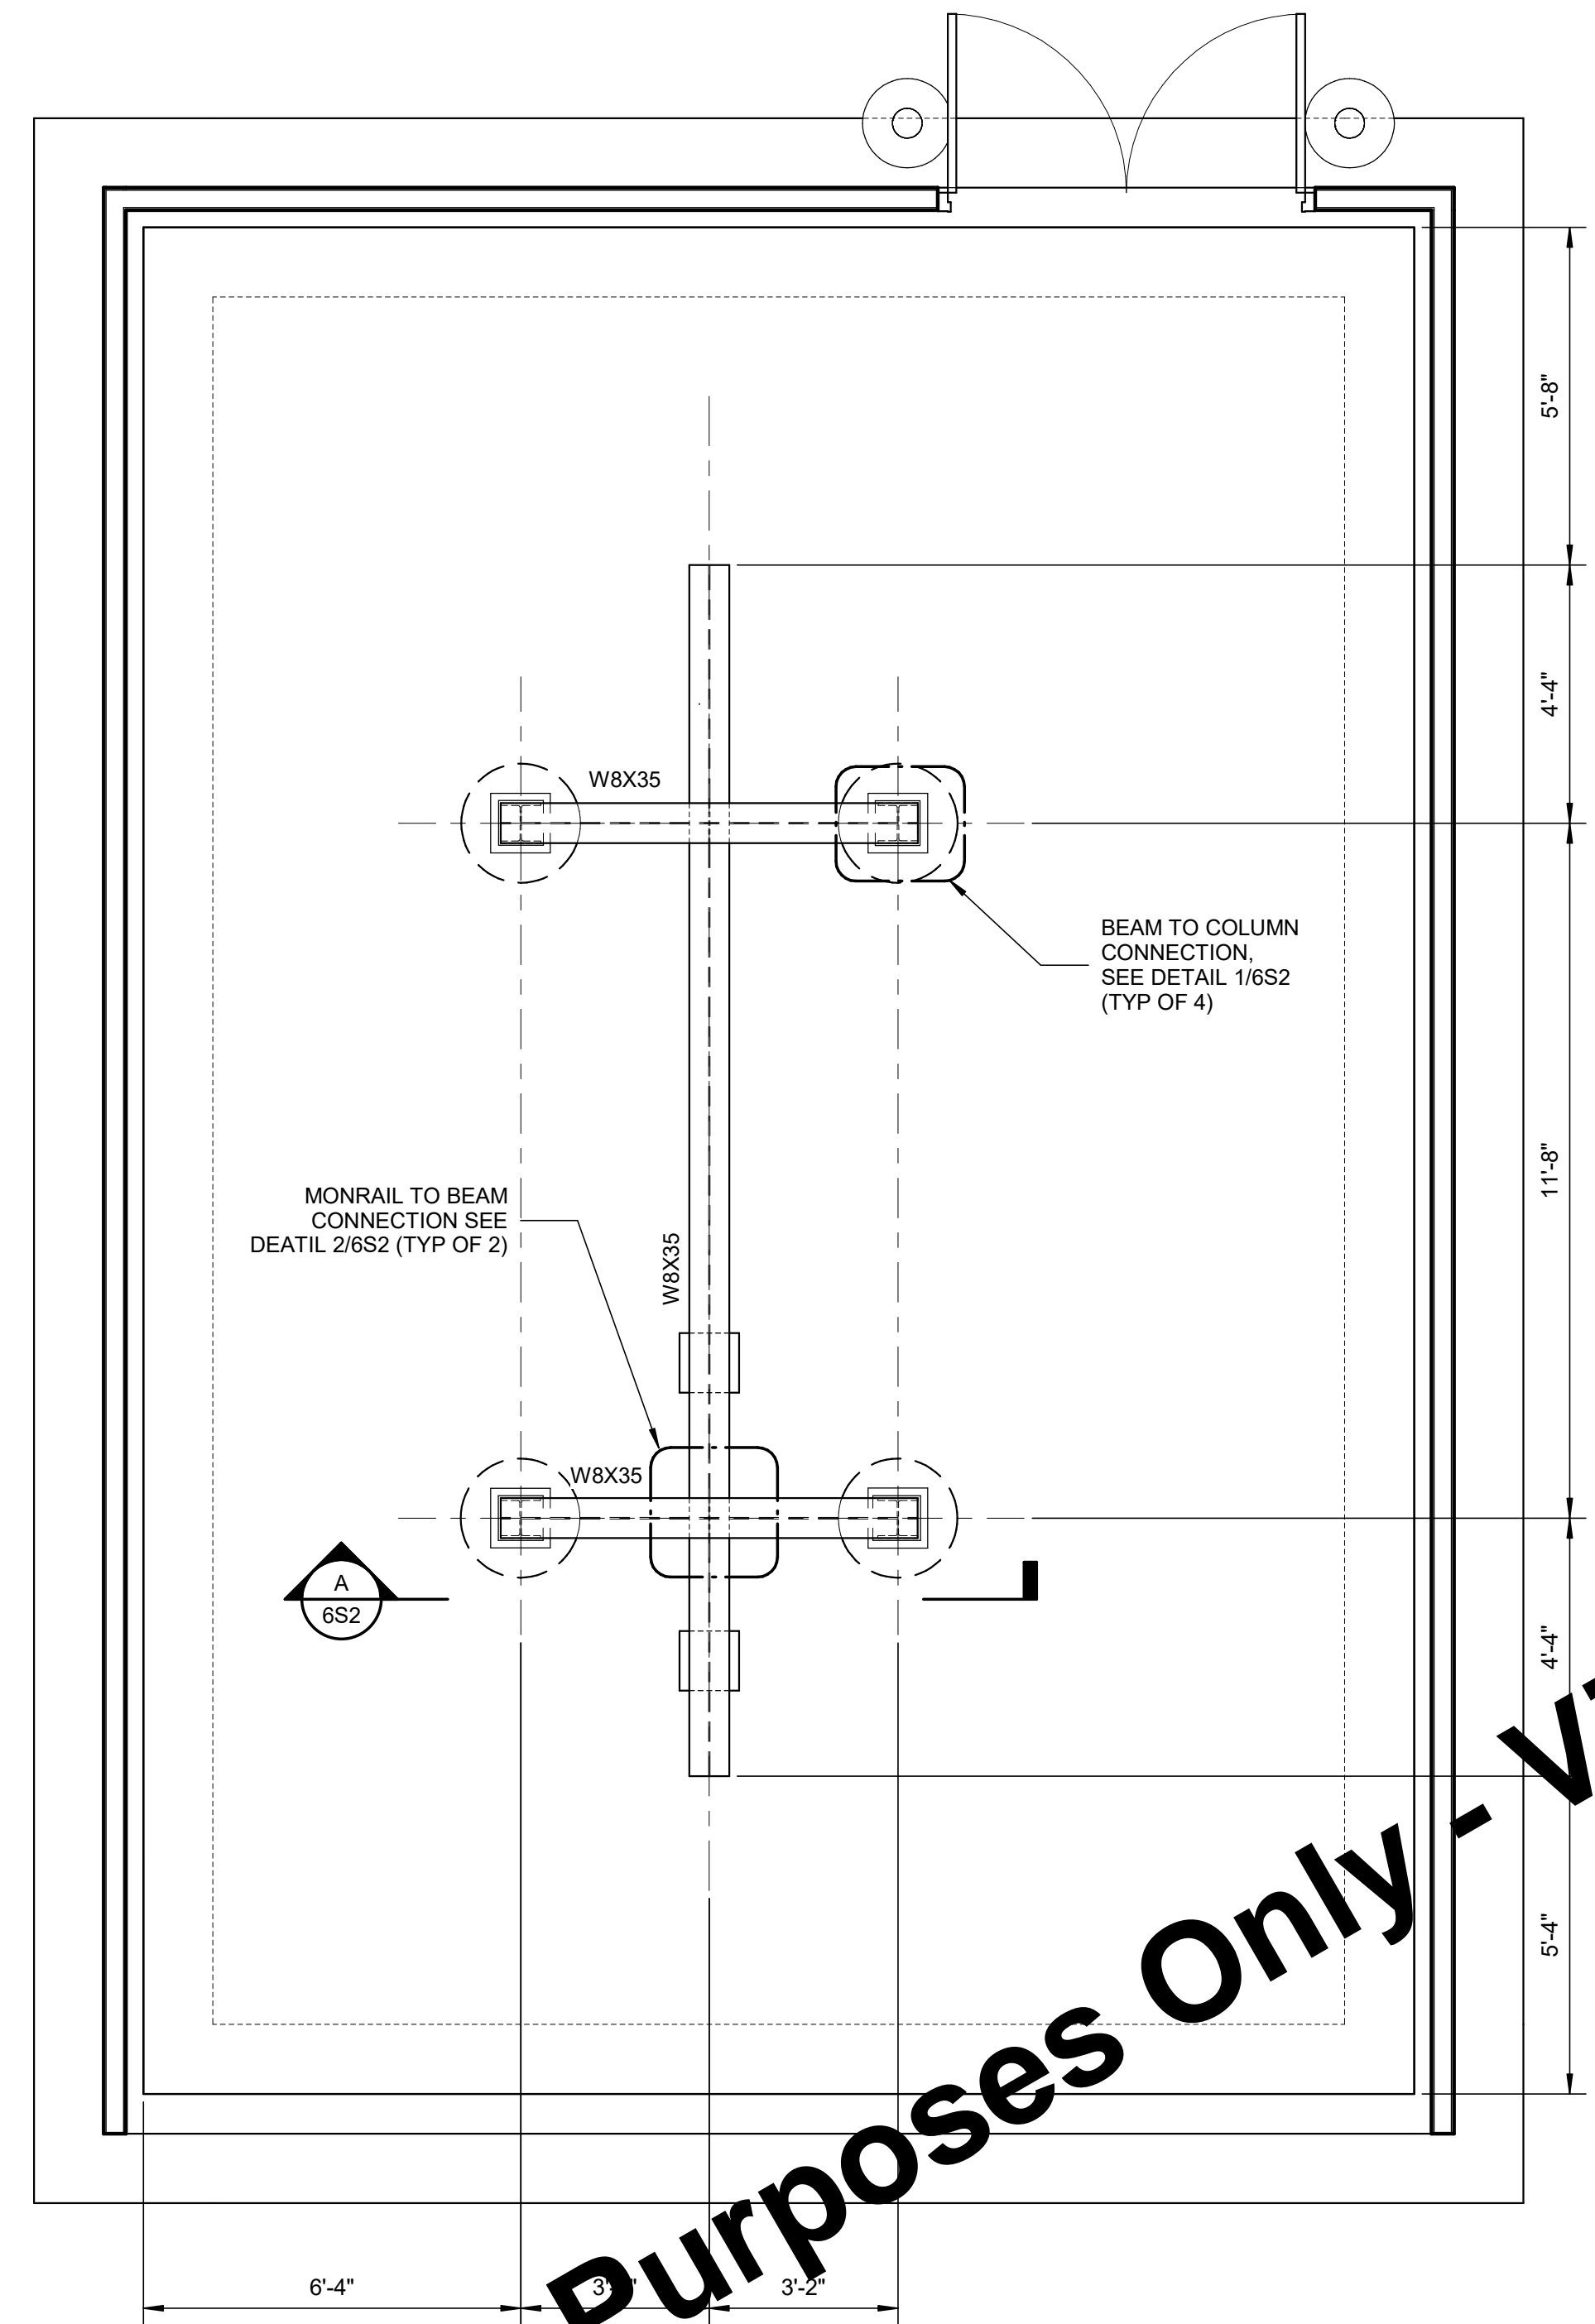 5'-8"
4'-4"
W8X35
BEAM TO COLUMN
CONNECTION,
SEE DETAIL 1/6S2
(TYP OF 4)
11'-8"
MONRAIL TO BEAM
CONNECTION SEE
DEATIL 2/6S2 (TYP OF 2)
W8X35
W8X35
A
6S2
4'-4"
5'-4"
Purposes Only -
6'-4"
3'-2"